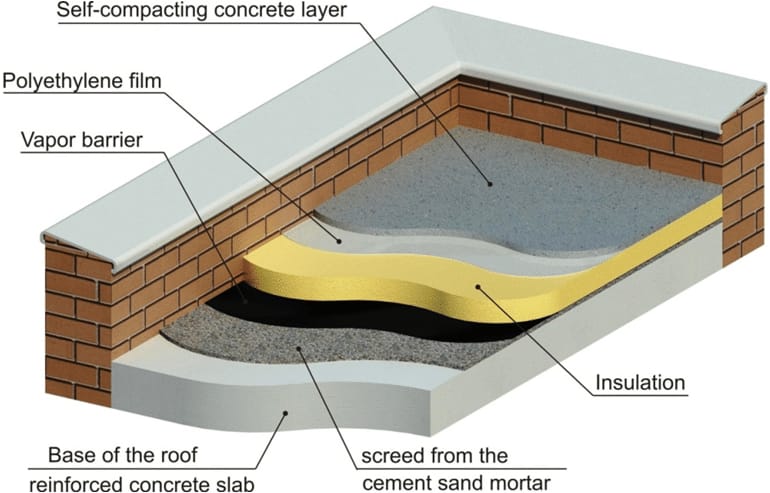 Self-compacting concrete layer
Polyethylene film
Vapor barrier
Insulation
Base of the roof
reinforced concrete slab
screed from the
cement sand mortar